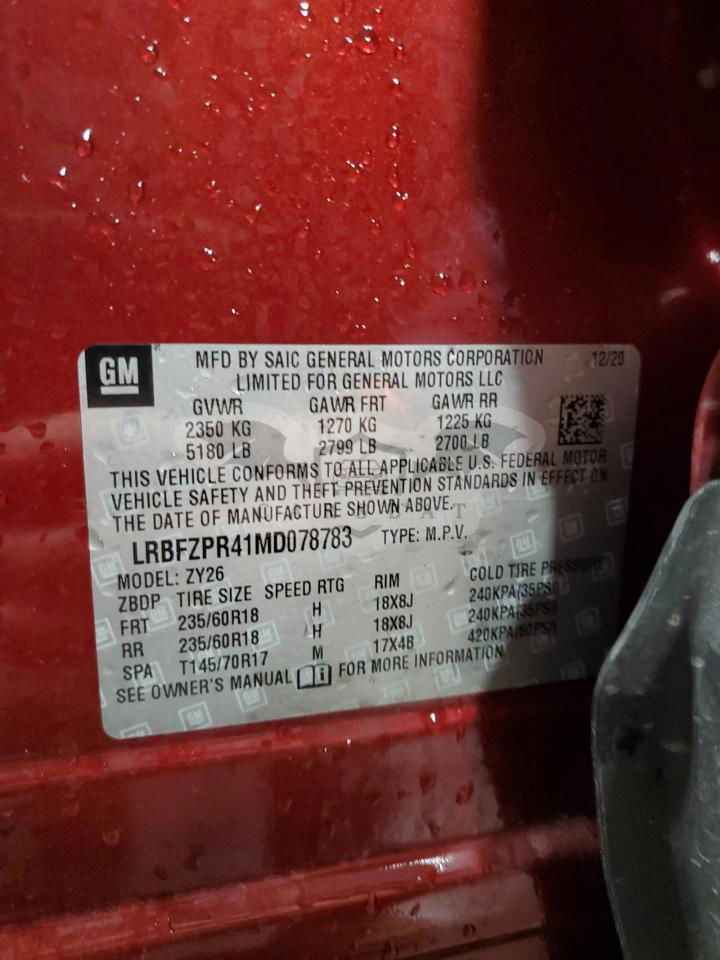 GM
MFD BY SAIC GENERAL MOTORS CORPORATION 12/20
LIMITED FOR GENERAL MOTORS LLC
GVWR GAWR FRT GAWR RR
2350 KG 1270 KG 1225 KG
5180 LB 2799 LB 2700 LB
THIS VEHICLE CONFORMS TO ALL APPLICABLE U.S. FEDERAL MOTOR
VEHICLE SAFETY AND THEFT PREVENTION STANDARDS IN EFFECT ON
THE DATE OF MANUFACTURE SHOWN ABOVE.
LRBFZPR41MD078783 TYPE: M.P.V.
MODEL: ZY26
ZBDP TIRE SIZE SPEED RTG RIM COLD TIRE PRESSURE
FRT 235/60R18 H 18X8J 240KPA(35PSI)
RR 235/60R18 H 18X8J 240KPA(35PSI)
SPA T145/70R17 M 17X4B 420KPA(60PSI)
SEE OWNER'S MANUAL FOR MORE INFORMATION